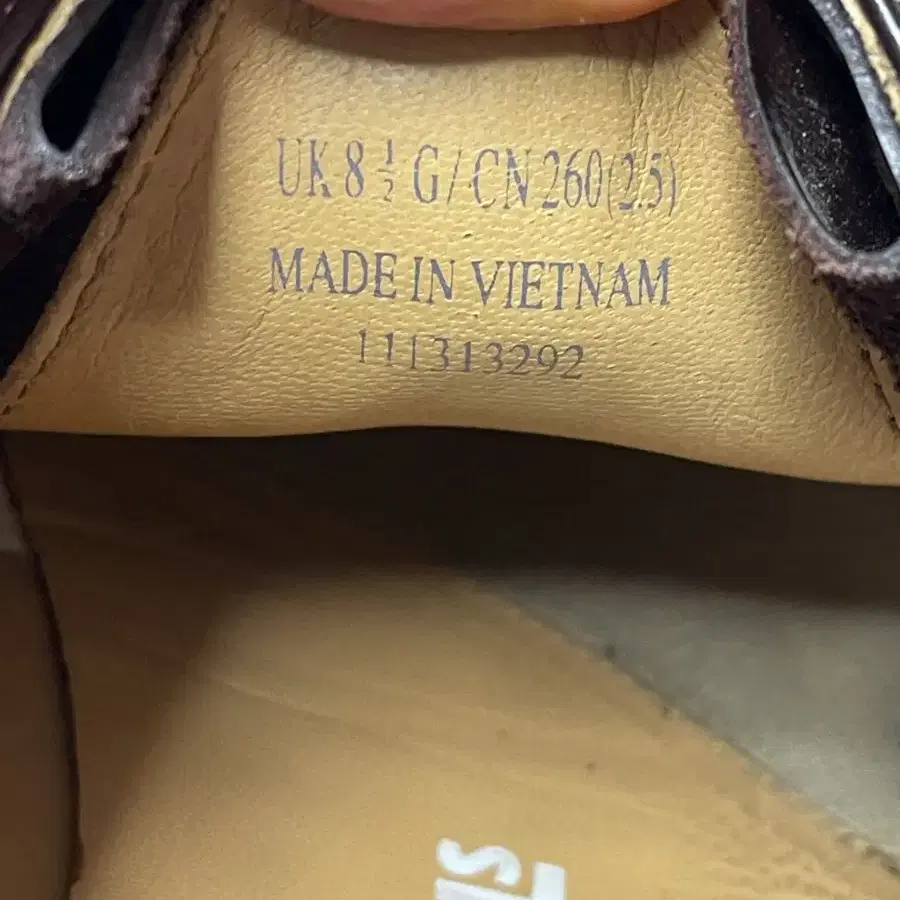 UK 8 ½ G/CN 260(2.5)
MADE IN VIETNAM
111313292